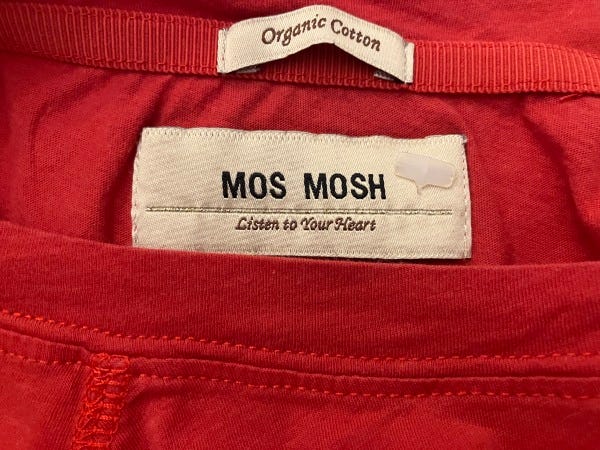 Organic Cotton
MOS MOSH
Listen to Your Heart